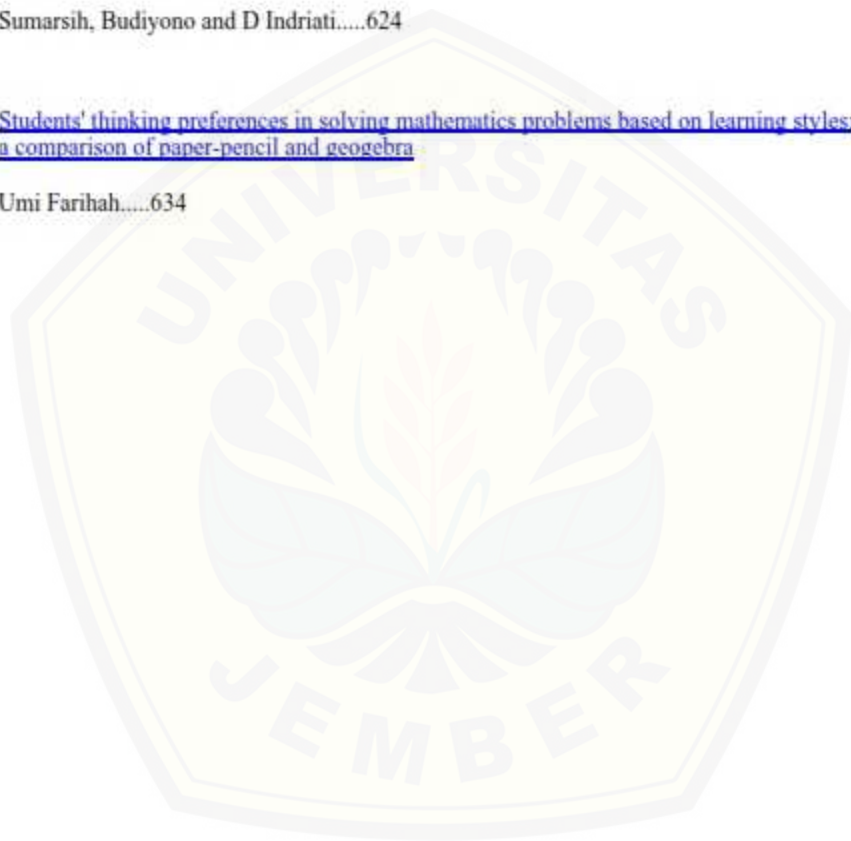 Sumarsih, Budiyono and D Indriati.....624
Students' thinking preferences in solving mathematics problems based on learning styles:
a comparison of paper-pencil and geogebra
Umi Farihah.....634
UNIVERSITAS
JEMBER